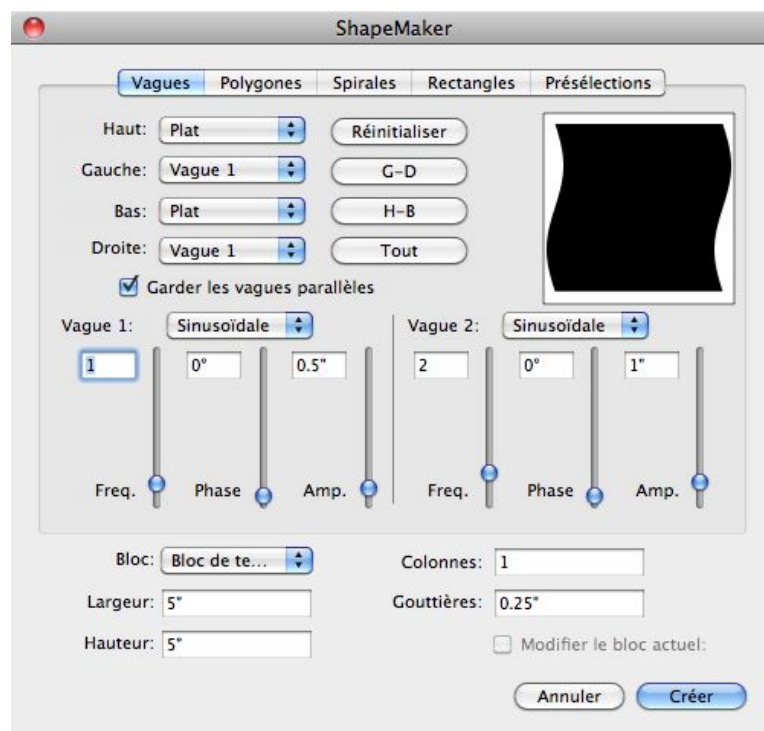 ShapeMaker
Vagues Polygones Spirales Rectangles Présélections
Haut: Plat Réinitialiser
Gauche: Vague 1 G-D
Bas: Plat H-B
Droite: Vague 1 Tout
Garder les vagues parallèles
Vague 1: Sinusoïdale Vague 2: Sinusoïdale
1 0° 0.5" 2 0° 1"
Freq. Phase Amp. Freq. Phase Amp.
Bloc: Bloc de te... Colonnes: 1
Largeur: 5" Gouttières: 0.25"
Hauteur: 5" Modifier le bloc actuel:
Annuler Créer